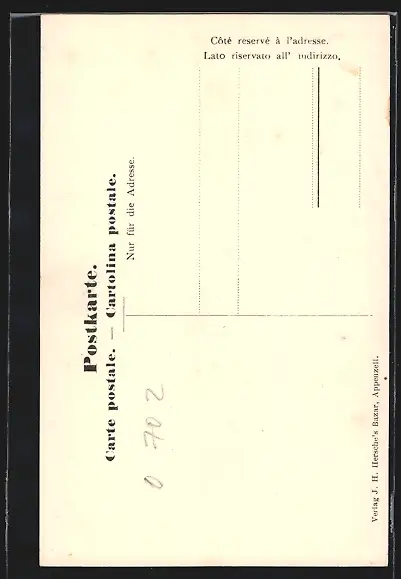 Postkarte.
Carte postale. — Cartolina postale.
Nur für die Adresse.
Côté reservé à l'adresse.
Lato riservato all' indirizzo.
0 702
Verlag J. H. Hersche's Bazar, Appenzell.